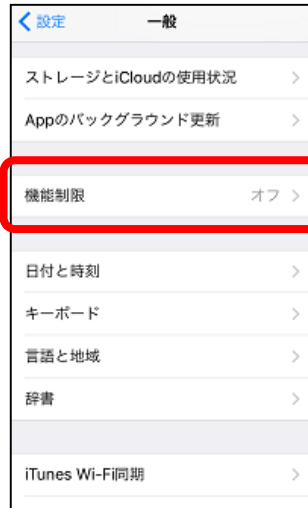 設定 一般
ストレージとiCloudの使用状況
Appのバックグラウンド更新
機能制限 オフ
日付と時刻
キーボード
言語と地域
辞書
iTunes Wi-Fi同期